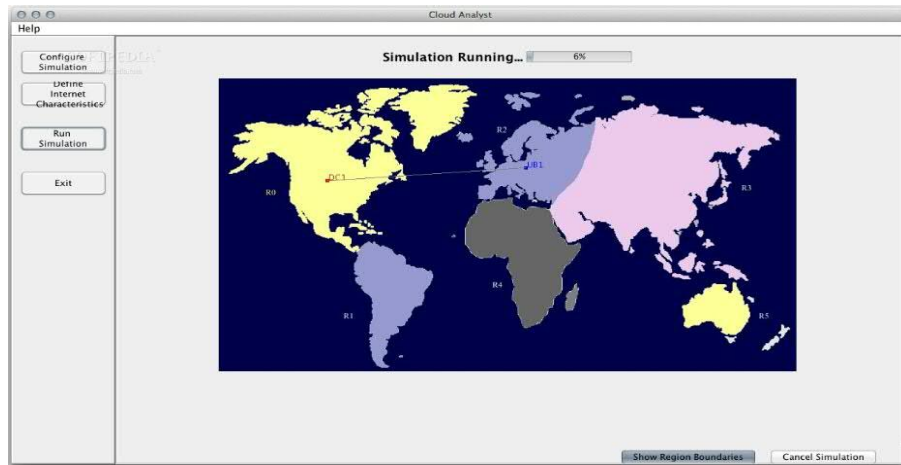 Cloud Analyst
Help
Configure
Simulation
Define
Internet
Characteristics
Run
Simulation
Exit
Simulation Running... 6%
R0
R1
R2
R3
R4
R5
DC1
UB1
Show Region Boundaries
Cancel Simulation